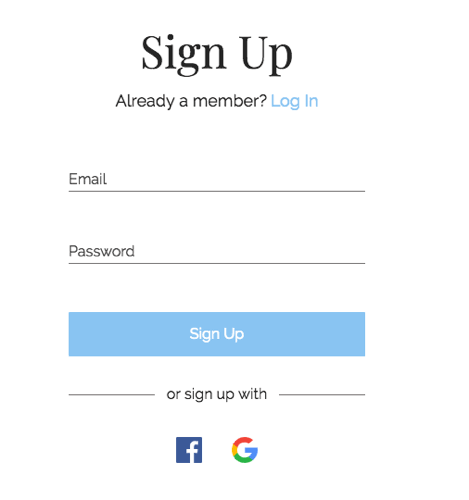 Sign Up
Already a member? Log In
Email
Password
Sign Up
or sign up with